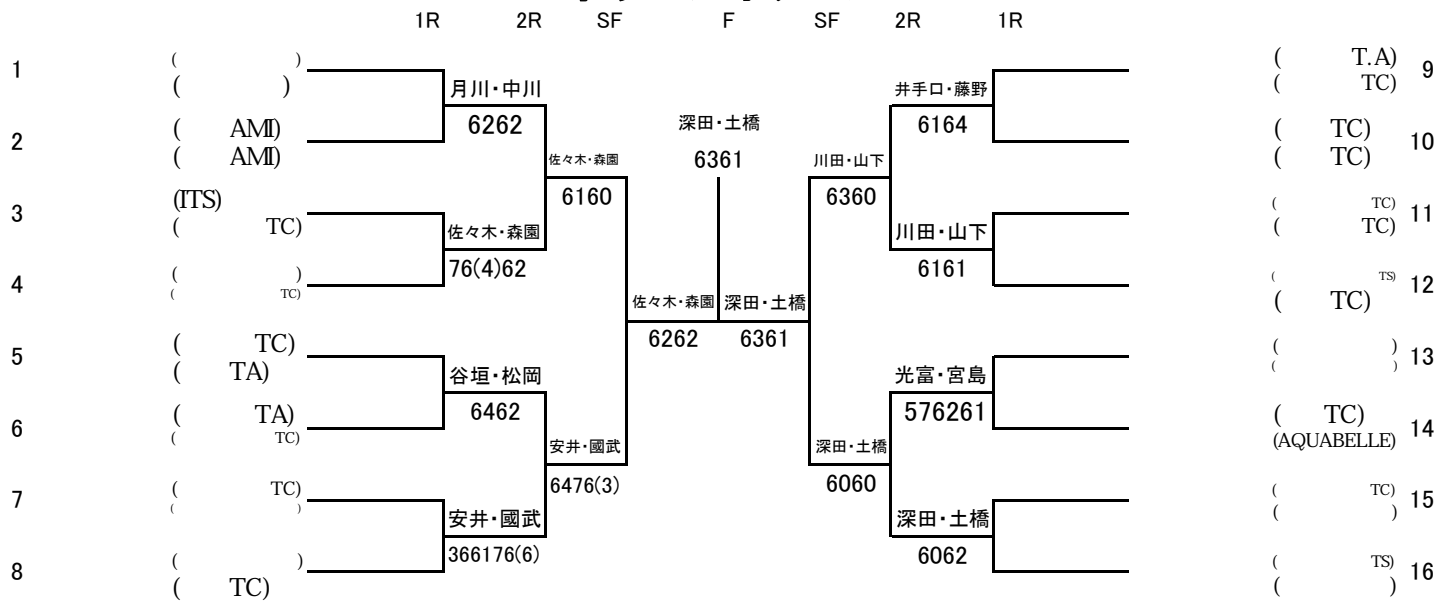 1R 2R SF F SF 2R 1R
1 ( )
( )
2 ( AMI)
( AMI)
3 (ITS)
( TC)
4 ( )
( TC)
5 ( TC)
( TA)
6 ( TA)
( TC)
7 ( TC)
( )
8 ( )
( TC)
月川・中川
6262
佐々木・森園
76(4)62
谷垣・松岡
6462
安井・國武
366176(6)
佐々木・森園
6160
安井・國武
6476(3)
佐々木・森園
6262
深田・土橋
6361
深田・土橋
6361
川田・山下
6360
深田・土橋
6060
井手口・藤野
6164
川田・山下
6161
光富・宮島
576261
深田・土橋
6062
( T.A) 9
( TC)
( TC) 10
( TC)
( TC) 11
( TC)
( TS) 12
( TC)
( ) 13
( )
( TC) 14
(AQUABELLE)
( TC) 15
( )
( TS) 16
( )